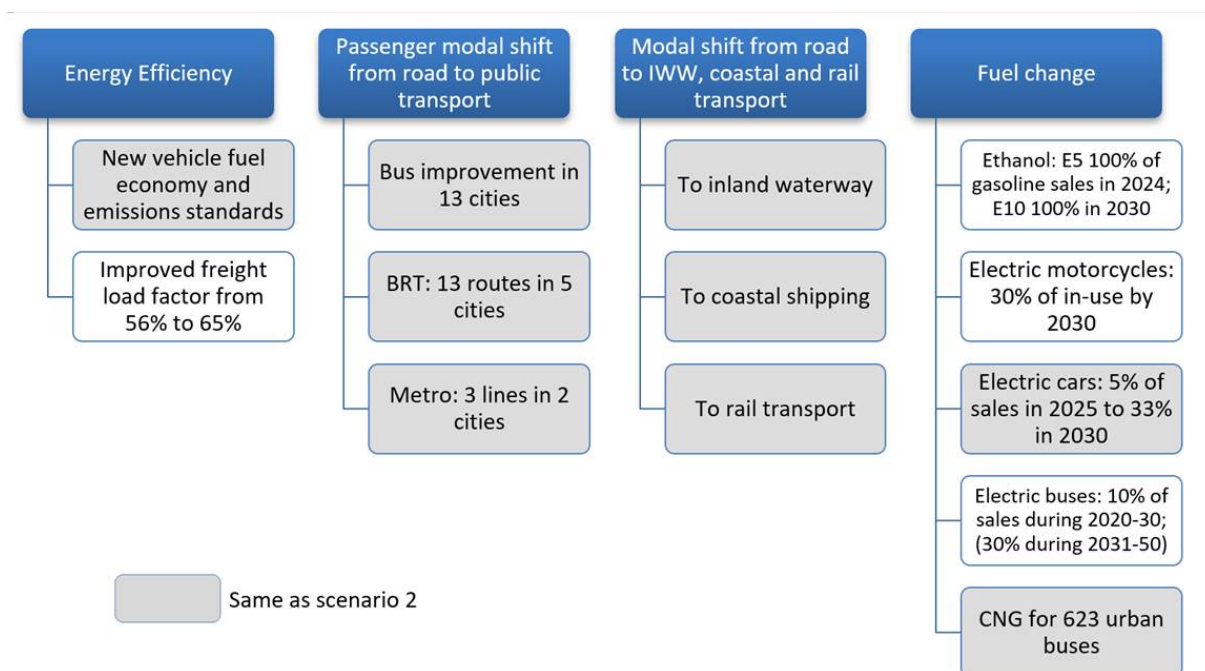 Energy Efficiency
New vehicle fuel
economy and
emissions standards
Improved freight
load factor from
56% to 65%
Passenger modal shift
from road to public
transport
Bus improvement in
13 cities
BRT: 13 routes in 5
cities
Metro: 3 lines in 2
cities
Modal shift from road
to IWW, coastal and rail
transport
To inland waterway
To coastal shipping
To rail transport
Fuel change
Ethanol: E5 100% of
gasoline sales in 2024;
E10 100% in 2030
Electric motorcycles:
30% of in-use by
2030
Electric cars: 5% of
sales in 2025 to 33%
in 2030
Electric buses: 10% of
sales during 2020-30;
(30% during 2031-50)
CNG for 623 urban
buses
Same as scenario 2